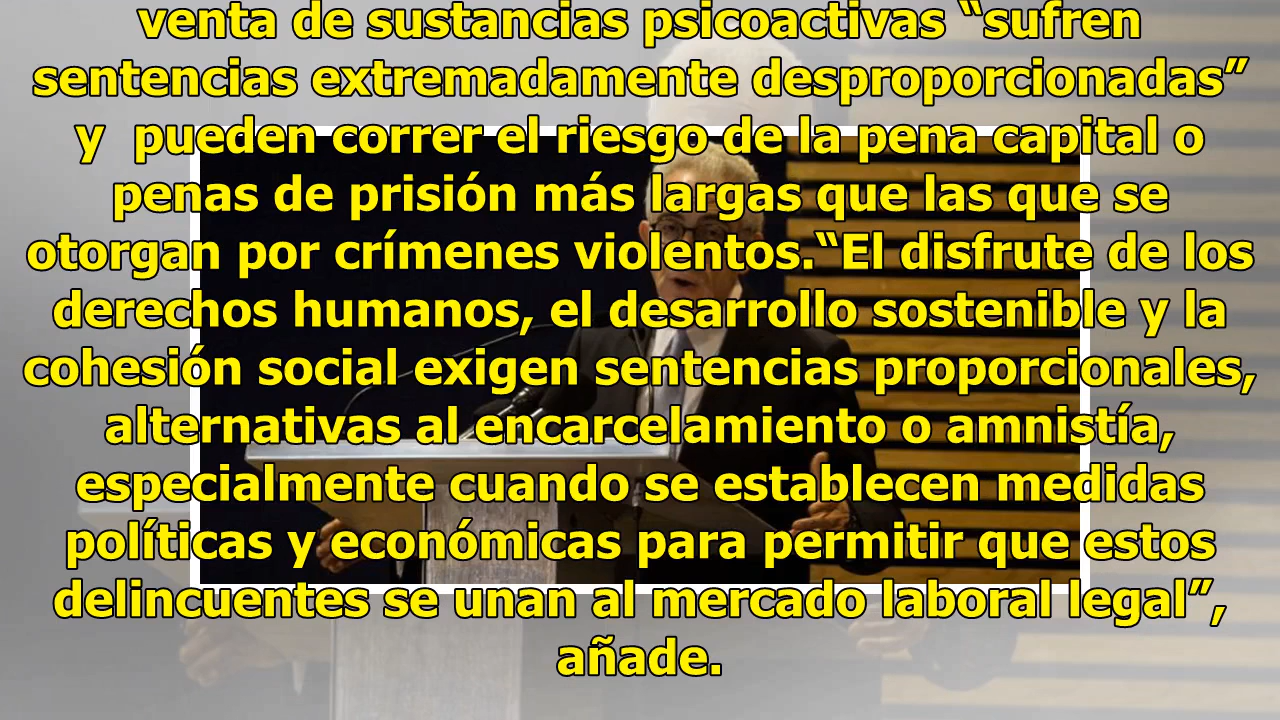 venta de sustancias psicoactivas “sufren
sentencias extremadamente desproporcionadas”
y  pueden correr el riesgo de la pena capital o
penas de prisión más largas que las que se
otorgan por crímenes violentos.“El disfrute de los
derechos humanos, el desarrollo sostenible y la
cohesión social exigen sentencias proporcionales,
alternativas al encarcelamiento o amnistía,
especialmente cuando se establecen medidas
políticas y económicas para permitir que estos
delincuentes se unan al mercado laboral legal”,
añade.